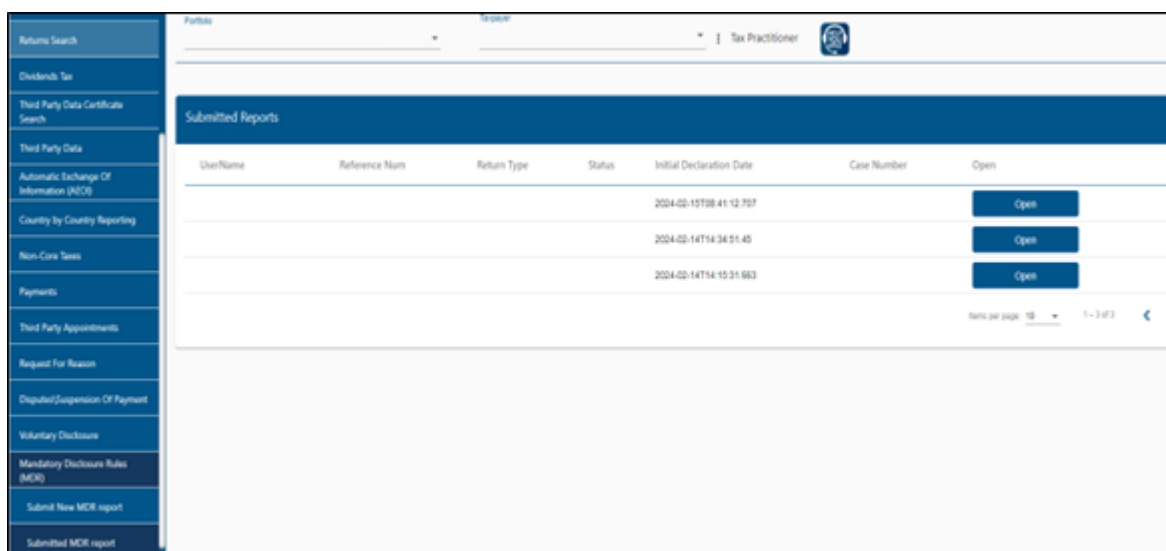 Portfolio
Taxpayer
Tax Practitioner
Returns Search
Dividends Tax
Third Party Data Certificate
Search
Third Party Data
Automatic Exchange Of
Information (AEOI)
Country by Country Reporting
Non-Core Taxes
Payments
Third Party Appointments
Request For Reason
Dispute\Suspension Of Payment
Voluntary Disclosure
Mandatory Disclosure Rules
(MDR)
Submit New MDR report
Submitted MDR report
Submitted Reports
UserName Reference Num Return Type Status Initial Declaration Date Case Number Open
2024-02-15T08:41:12.707 Open
2024-02-14T14:34:51.45 Open
2024-02-14T14:15:31.663 Open
Items per page 10 1 – 3 of 3